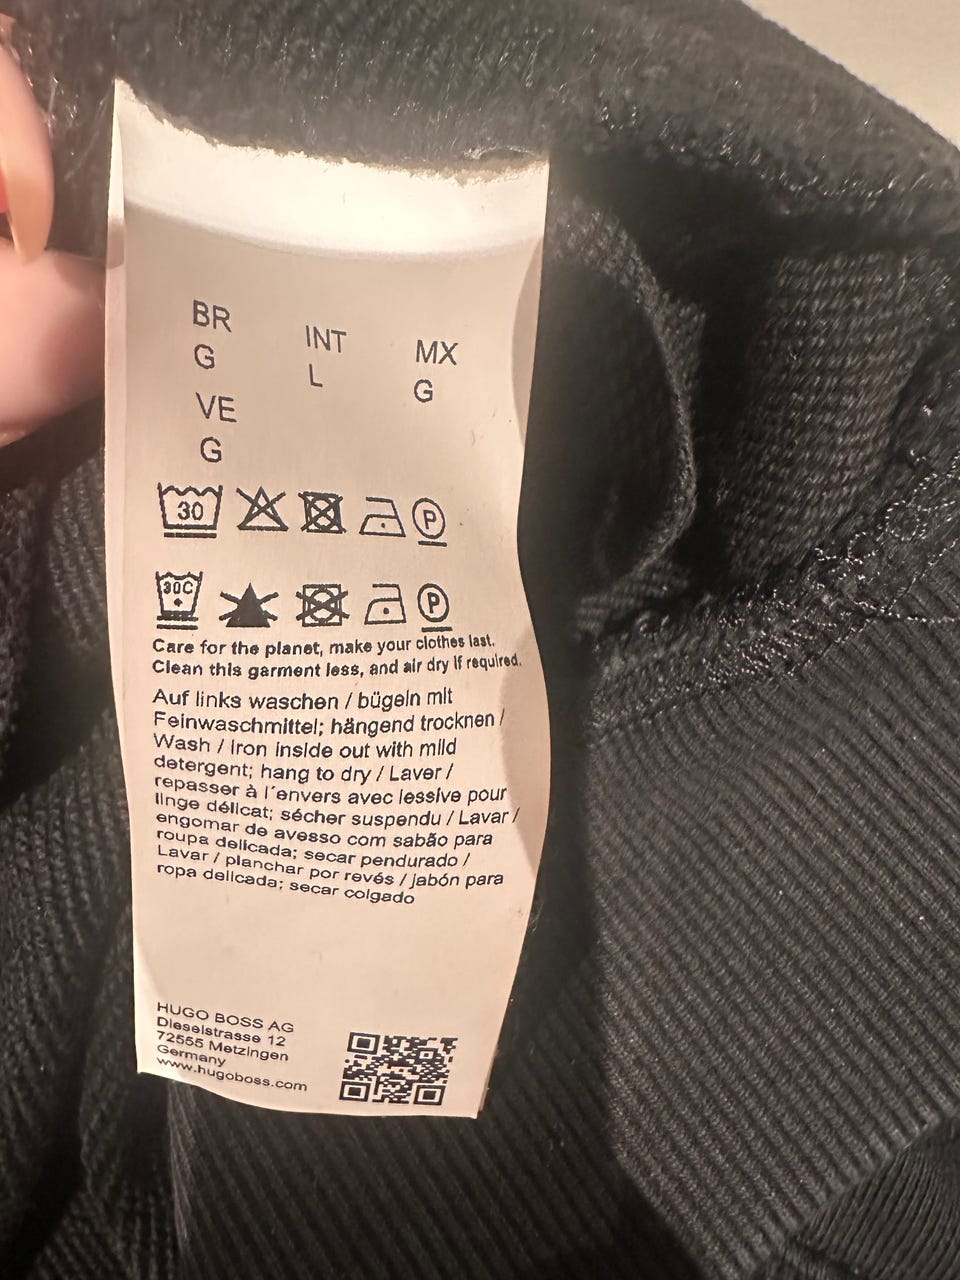 BR INT MX
G L G
VE
G
30 P
30C P
Care for the planet, make your clothes last.
Clean this garment less, and air dry if required.
Auf links waschen / bügeln mit
Feinwaschmittel; hängend trocknen /
Wash / Iron inside out with mild
detergent; hang to dry / Laver /
repasser à l´envers avec lessive pour
linge délicat; sécher suspendu / Lavar /
engomar de avesso com sabão para
roupa delicada; secar pendurado /
Lavar / planchar por revés / jabón para
ropa delicada; secar colgado
HUGO BOSS AG
Dieselstrasse 12
72555 Metzingen
Germany
www.hugoboss.com